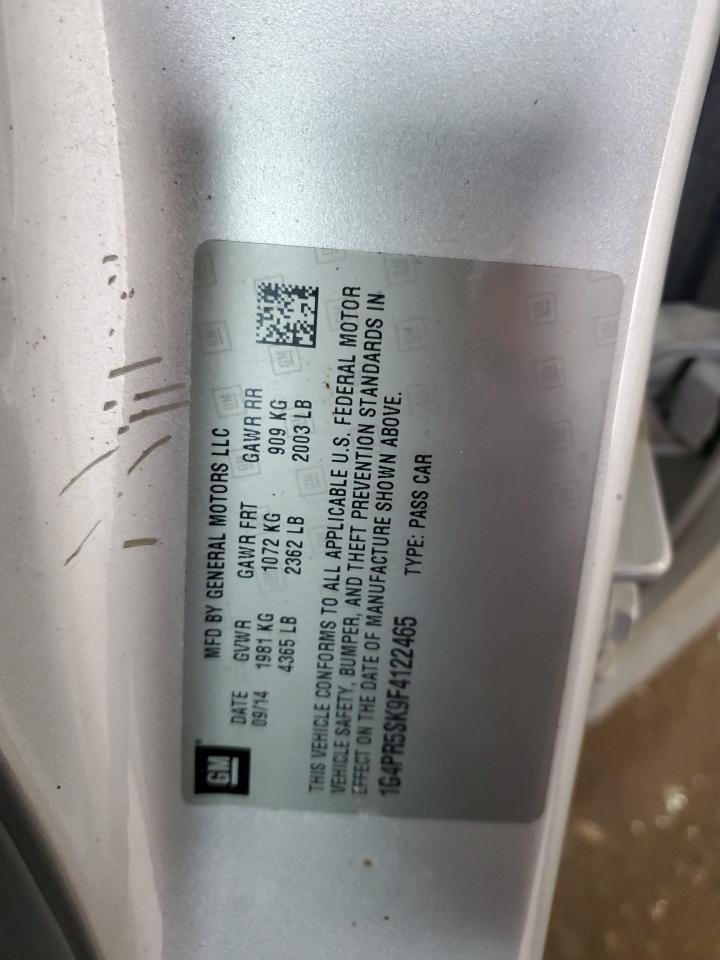 GM
MFD BY GENERAL MOTORS LLC
DATE GVWR GAWR FRT GAWR RR
09/14 1981 KG 1072 KG 909 KG
4365 LB 2362 LB 2003 LB
THIS VEHICLE CONFORMS TO ALL APPLICABLE U.S. FEDERAL MOTOR
VEHICLE SAFETY, BUMPER, AND THEFT PREVENTION STANDARDS IN
EFFECT ON THE DATE OF MANUFACTURE SHOWN ABOVE.
1G4PR5SK9F4122465 TYPE: PASS CAR